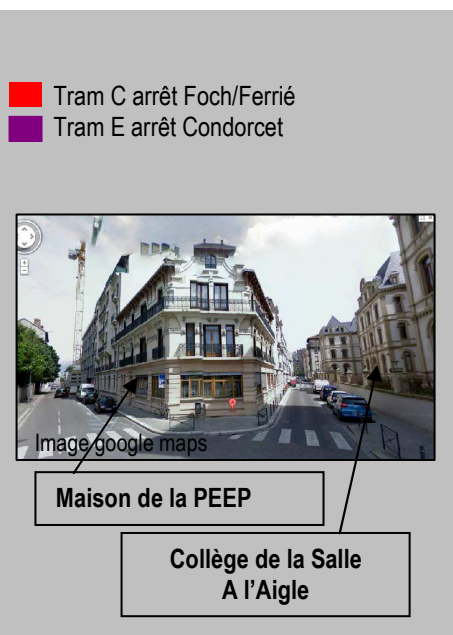 Tram C arrêt Foch/Ferrié
Tram E arrêt Condorcet
Image google maps
Maison de la PEEP
Collège de la Salle
A l'Aigle